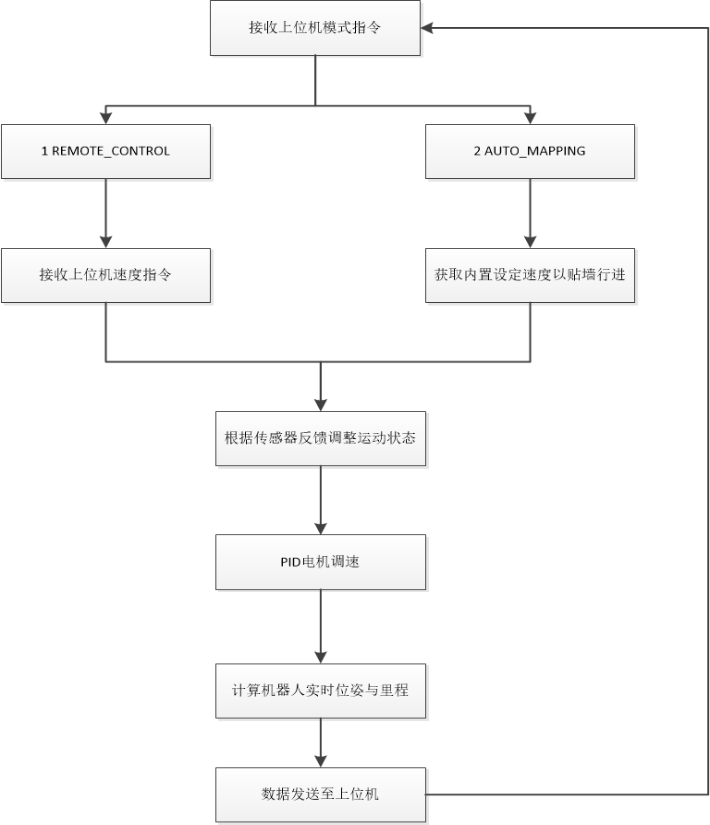 接收上位机模式指令
1 REMOTE_CONTROL
2 AUTO_MAPPING
接收上位机速度指令
获取内置设定速度以贴墙行进
根据传感器反馈调整运动状态
PID电机调速
计算机器人实时位姿与里程
数据发送至上位机